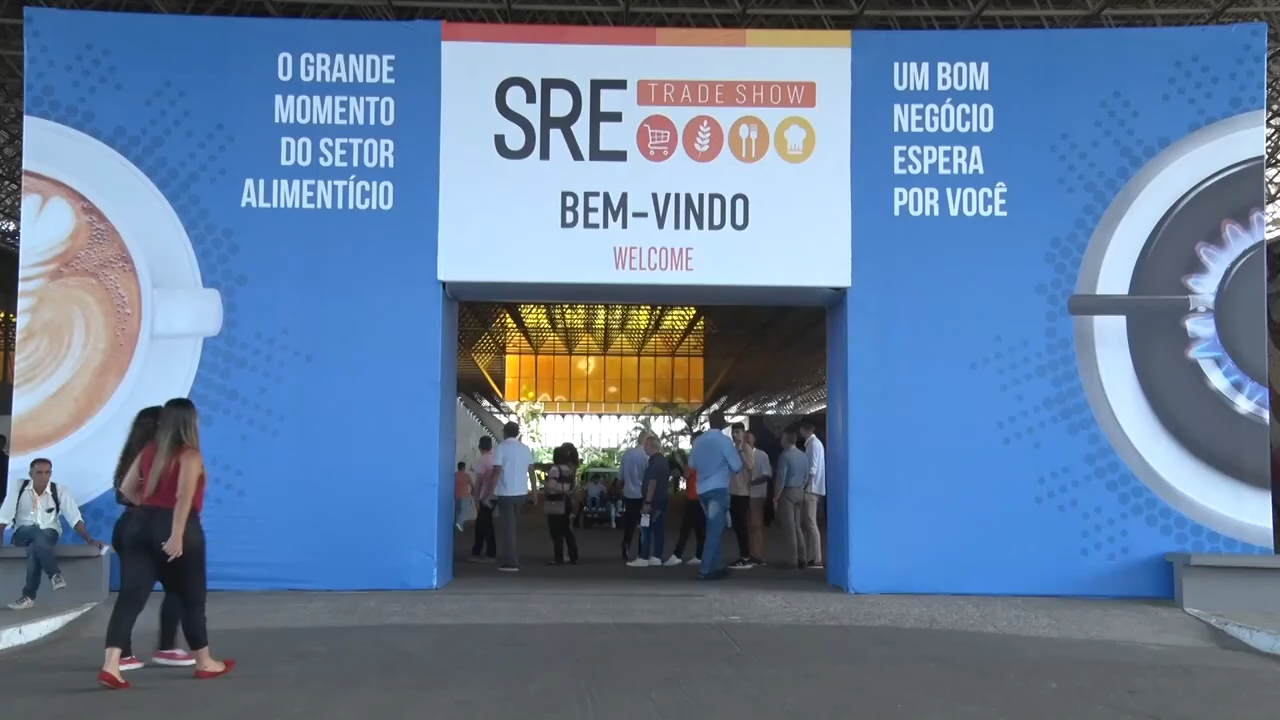 O GRANDE
MOMENTO
DO SETOR
ALIMENTÍCIO
SRE
TRADE SHOW
BEM-VINDO
WELCOME
UM BOM
NEGÓCIO
ESPERA
POR VOCÊ